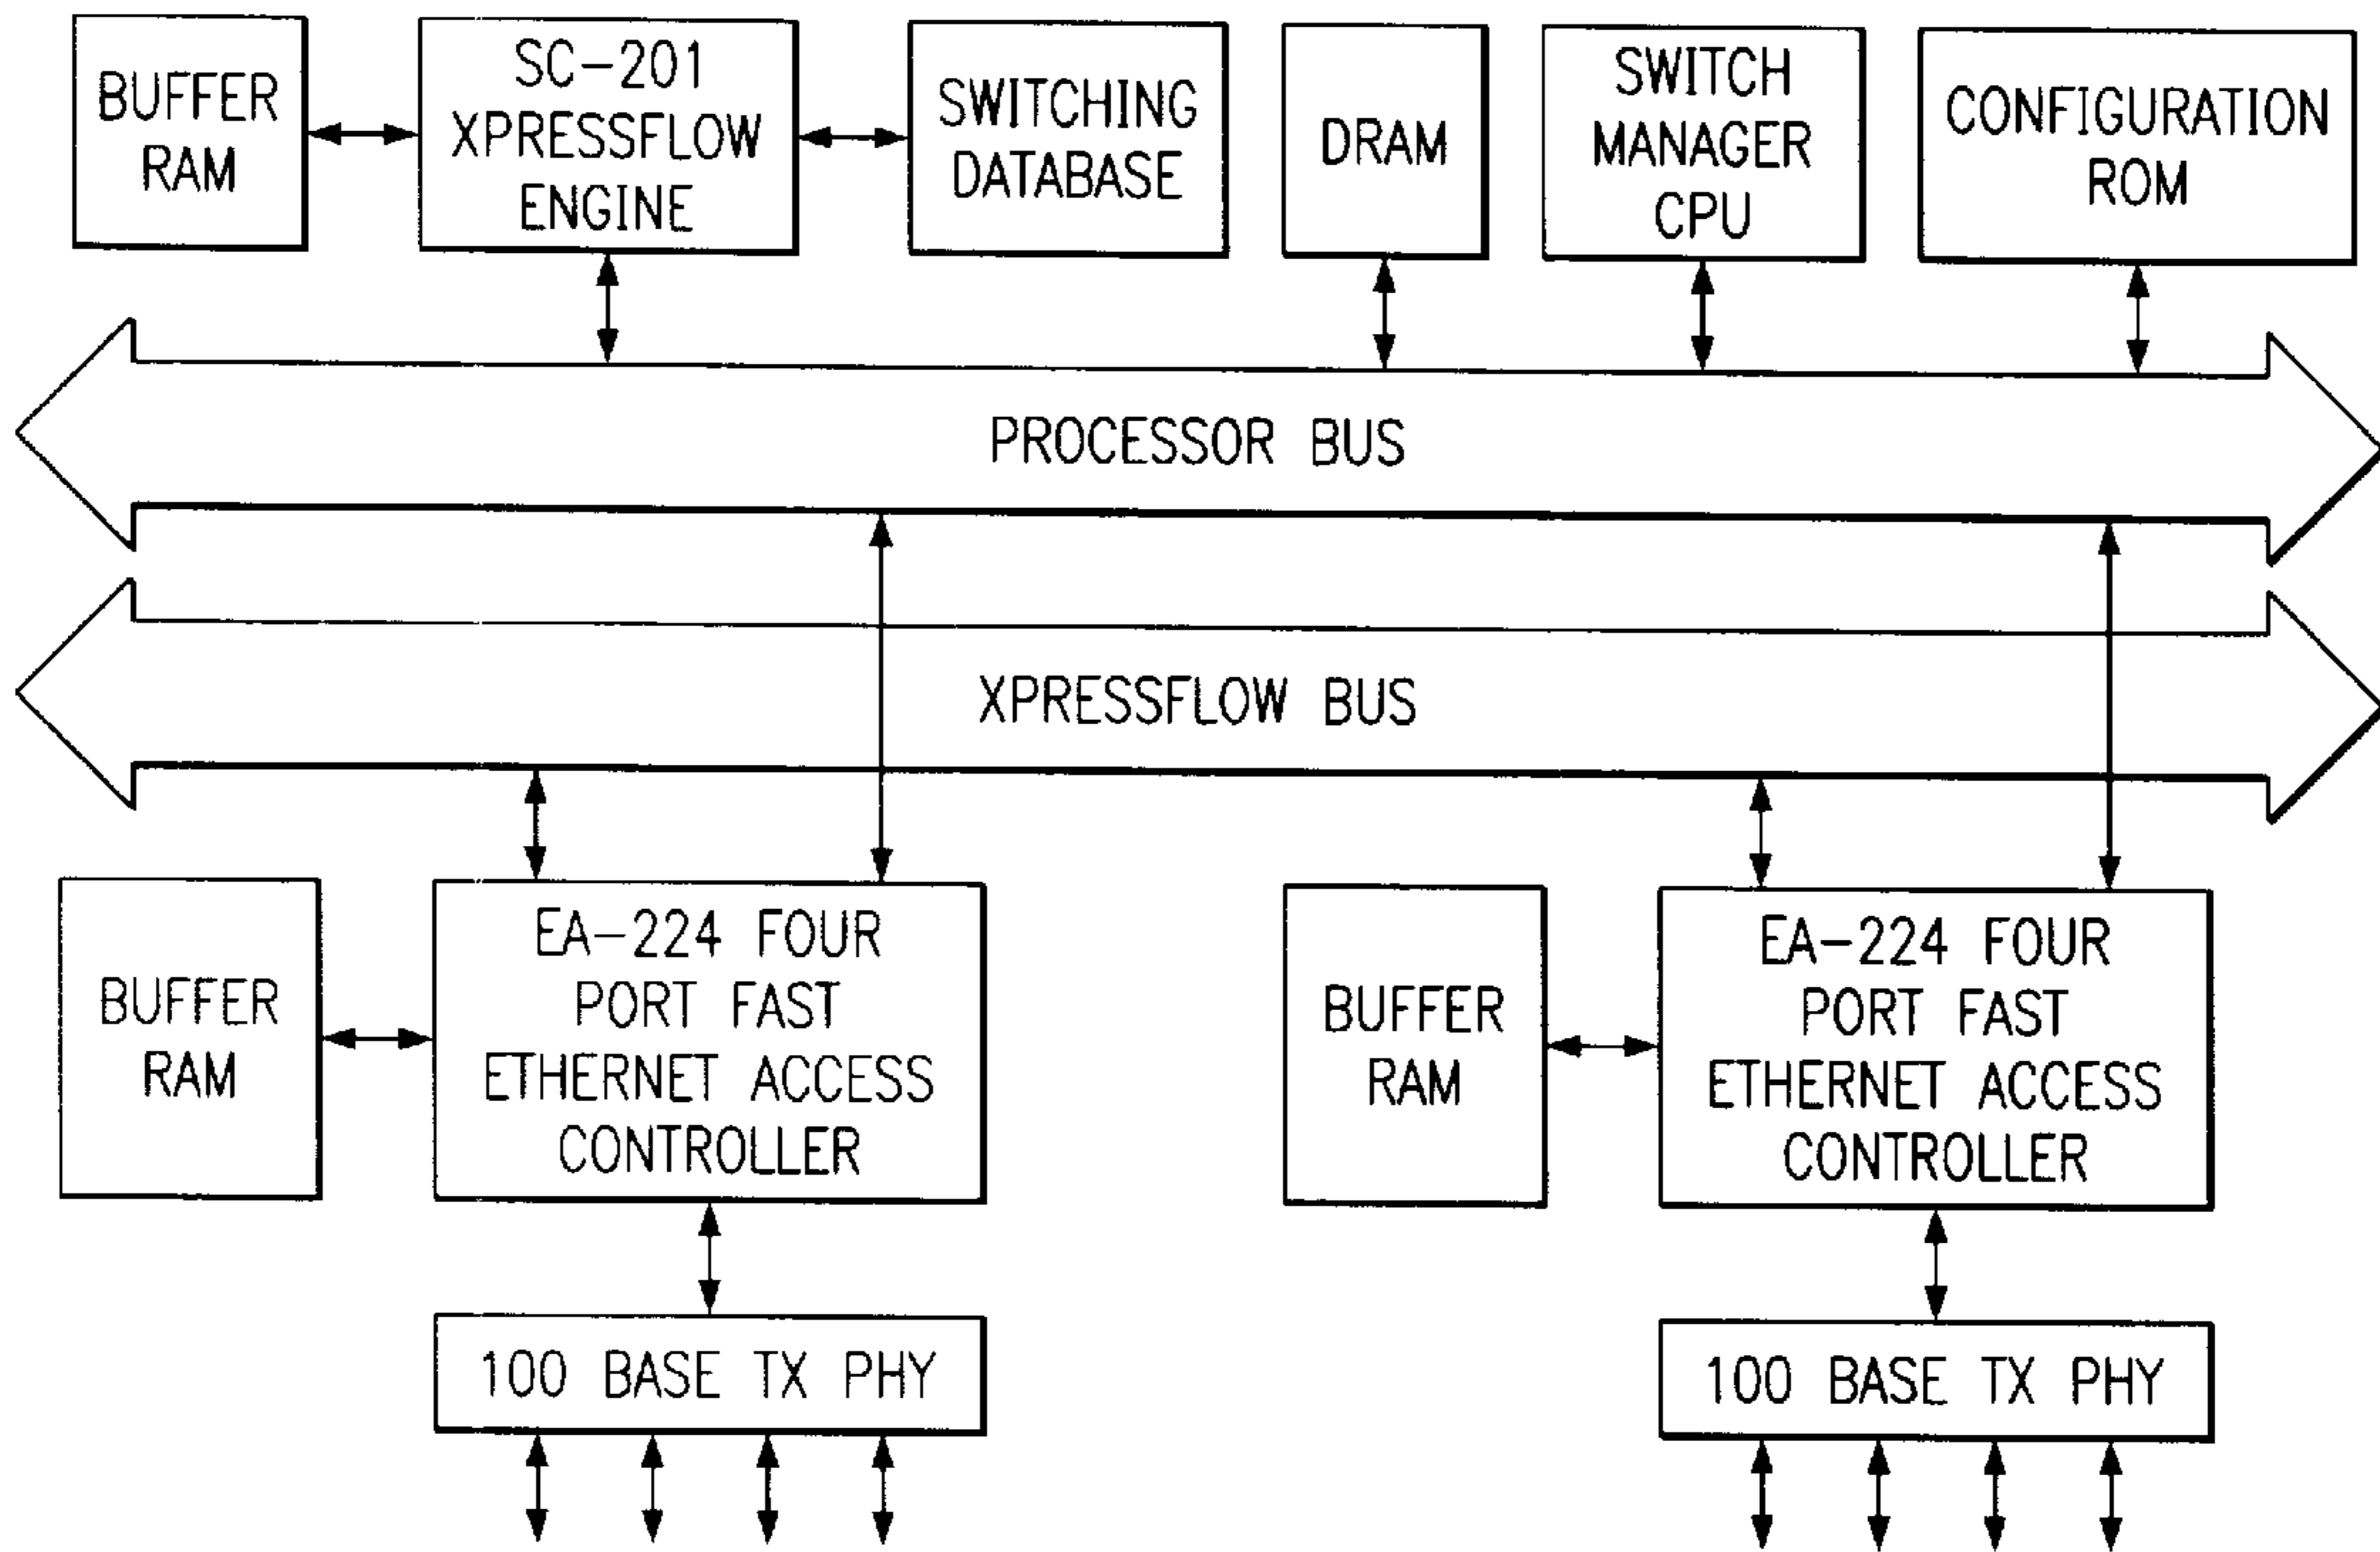 BUFFER
RAM
SC-201
XPRESSFLOW
ENGINE
SWITCHING
DATABASE
DRAM
SWITCH
MANAGER
CPU
CONFIGURATION
ROM
PROCESSOR BUS
XPRESSFLOW BUS
BUFFER
RAM
EA-224 FOUR
PORT FAST
ETHERNET ACCESS
CONTROLLER
BUFFER
RAM
EA-224 FOUR
PORT FAST
ETHERNET ACCESS
CONTROLLER
100 BASE TX PHY
100 BASE TX PHY